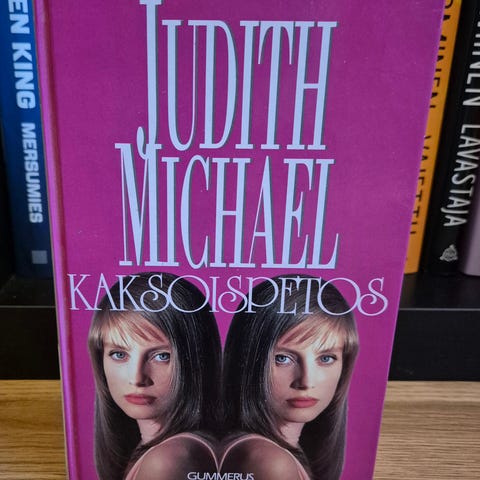 JUDITH
MICHAEL
KAKSOISPETOS
GUMMERUS
EN KING
MERSUMIES
LAVASTAJA